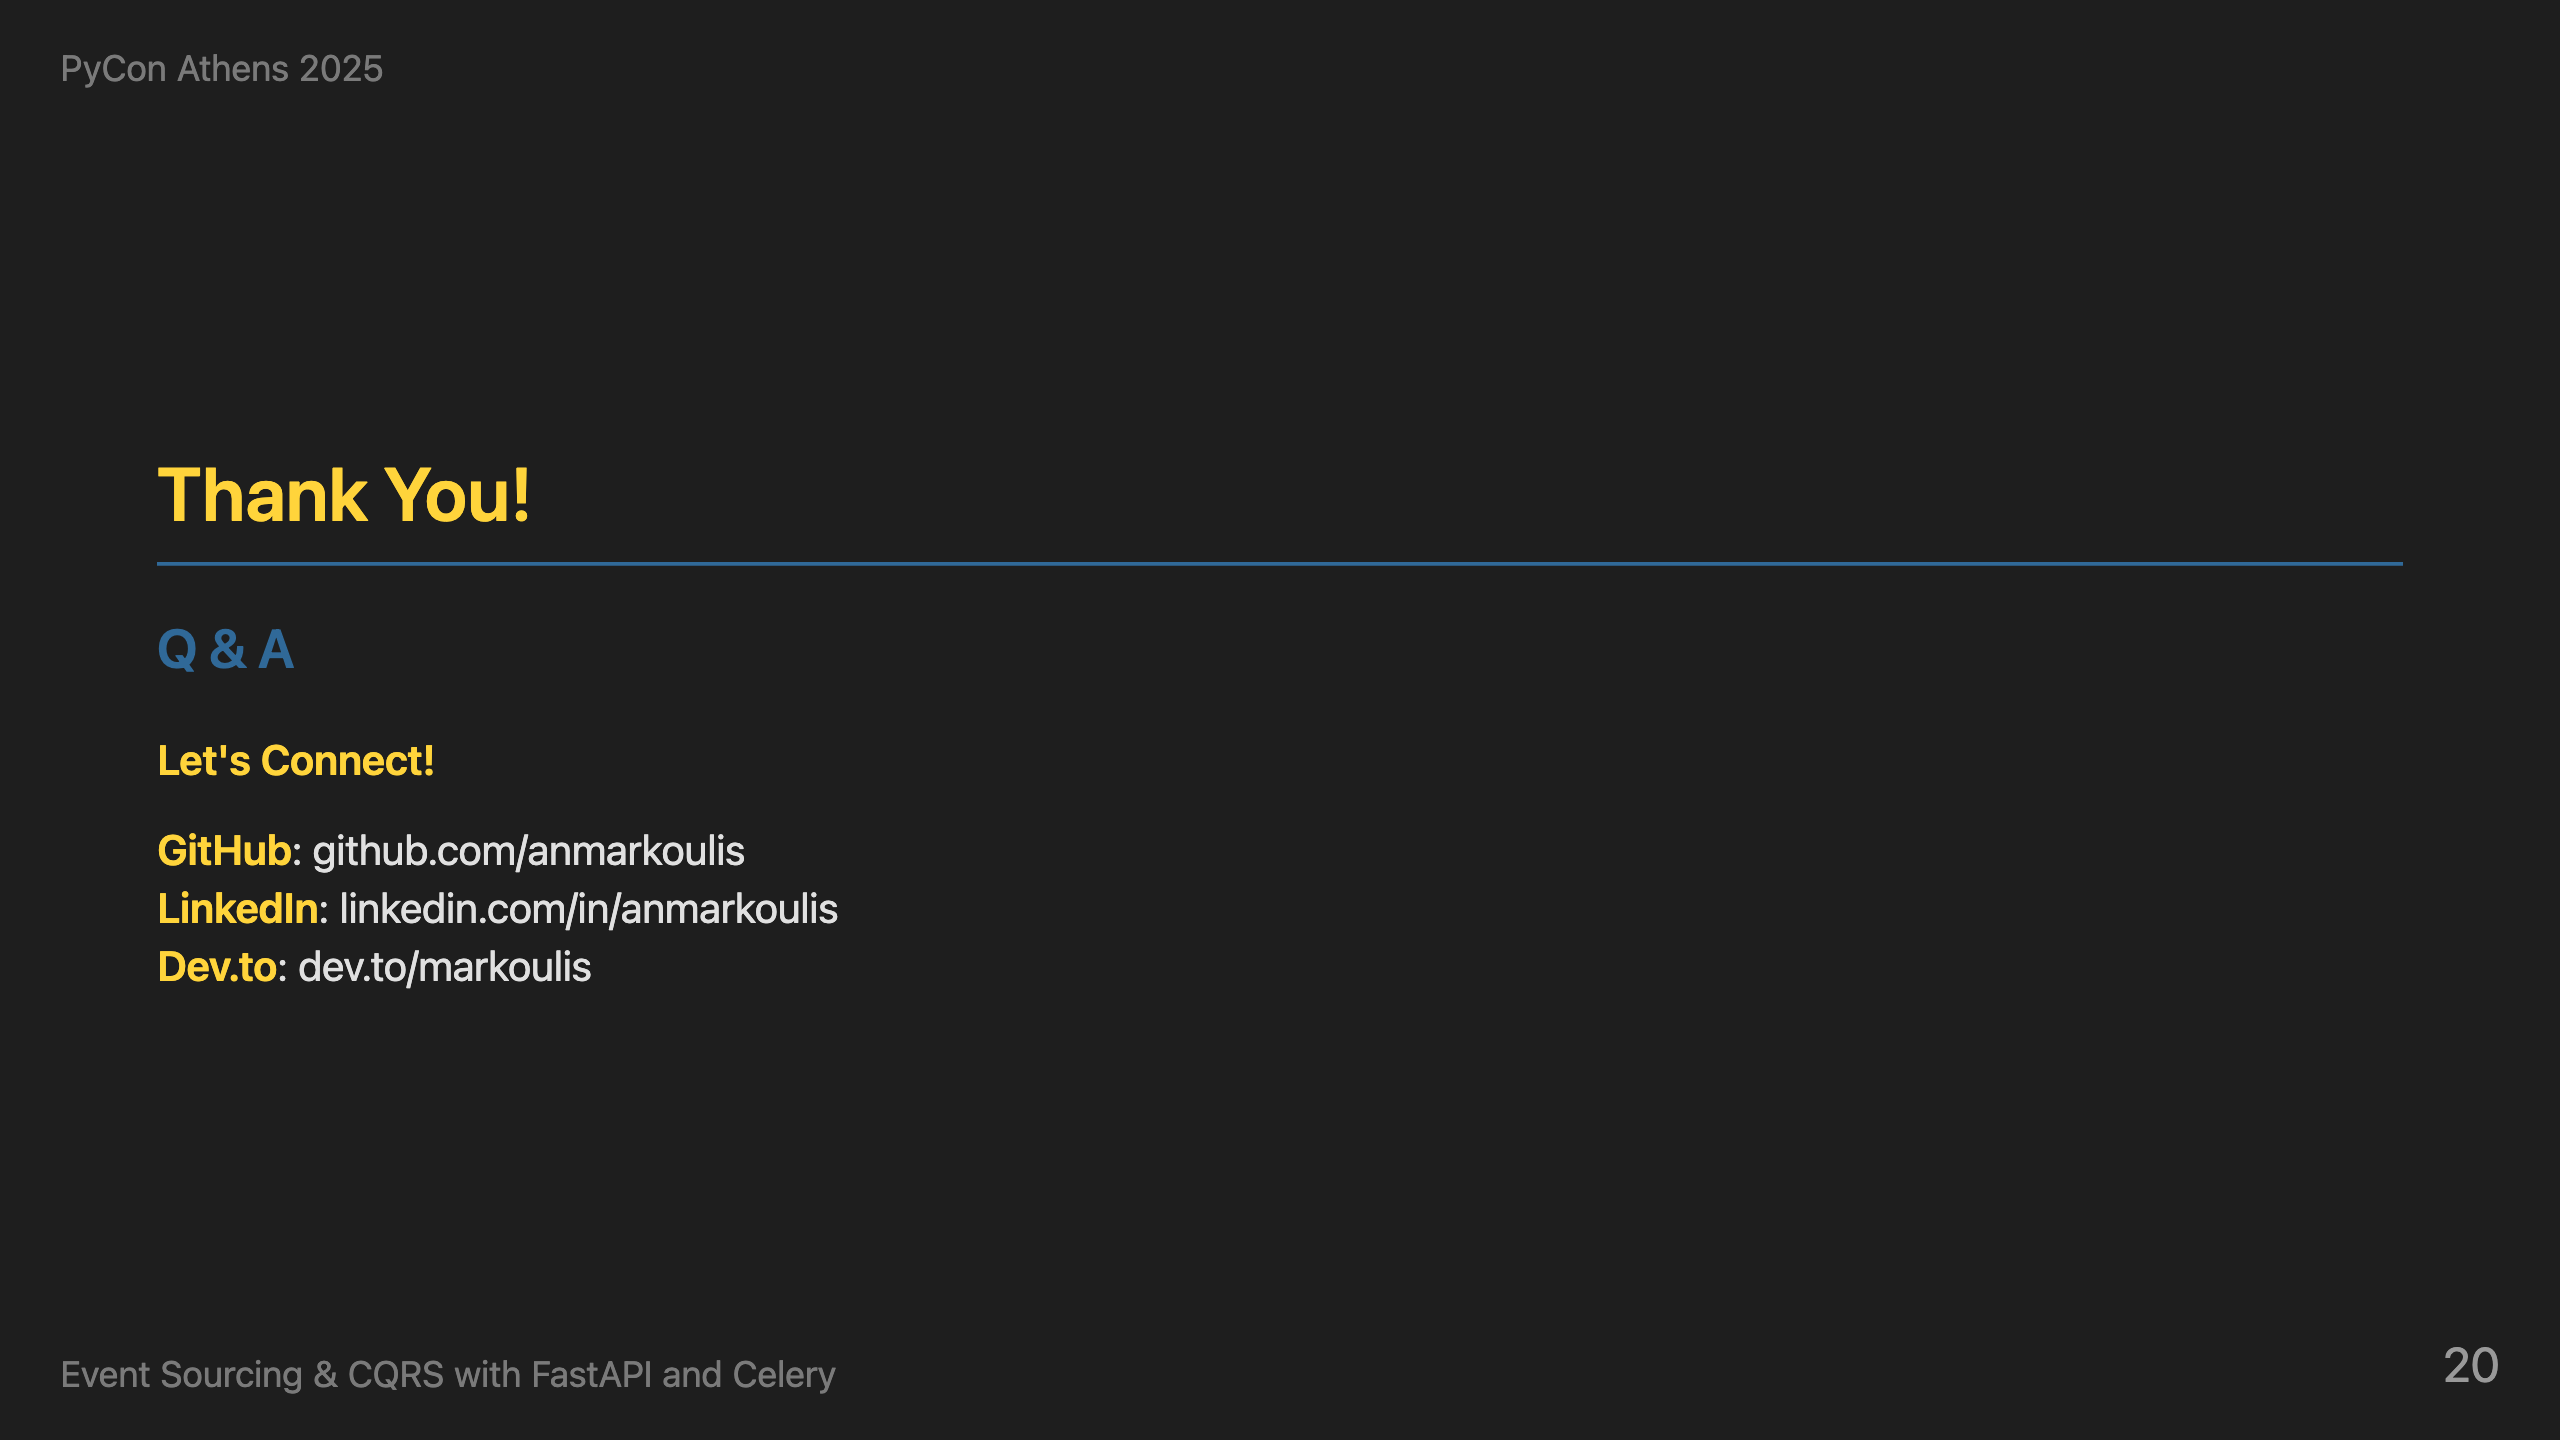 PyCon Athens 2025
Thank You!
Q & A
Let's Connect!
GitHub: github.com/anmarkoulis
LinkedIn: linkedin.com/in/anmarkoulis
Dev.to: dev.to/markoulis
Event Sourcing & CQRS with FastAPI and Celery
20